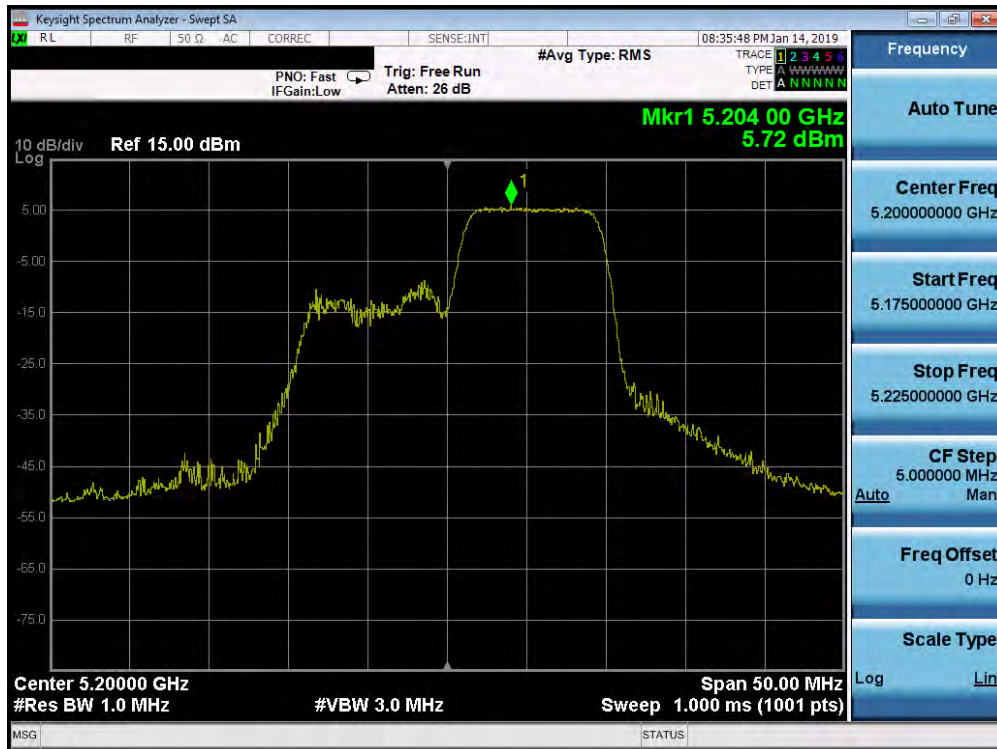 Keysight Spectrum Analyzer - Swept SA
LXI RL RF 50 Ω AC CORREC SENSE:INT 08:35:48 PM Jan 14, 2019
#Avg Type: RMS TRACE 1 2 3 4 5 6
PNO: Fast Trig: Free Run TYPE A WWWWW
IFGain:Low Atten: 26 dB DET A N N N N N
Mkr1 5.204 00 GHz
5.72 dBm
10 dB/div Ref 15.00 dBm
Log
1
5.00
-5.00
-15.0
-25.0
-35.0
-45.0
-55.0
-65.0
-75.0
Center 5.20000 GHz Span 50.00 MHz
#Res BW 1.0 MHz #VBW 3.0 MHz Sweep 1.000 ms (1001 pts)
MSG STATUS
Frequency
Auto Tune
Center Freq
5.200000000 GHz
Start Freq
5.175000000 GHz
Stop Freq
5.225000000 GHz
CF Step
5.000000 MHz
Auto Man
Freq Offset
0 Hz
Scale Type
Log Lin